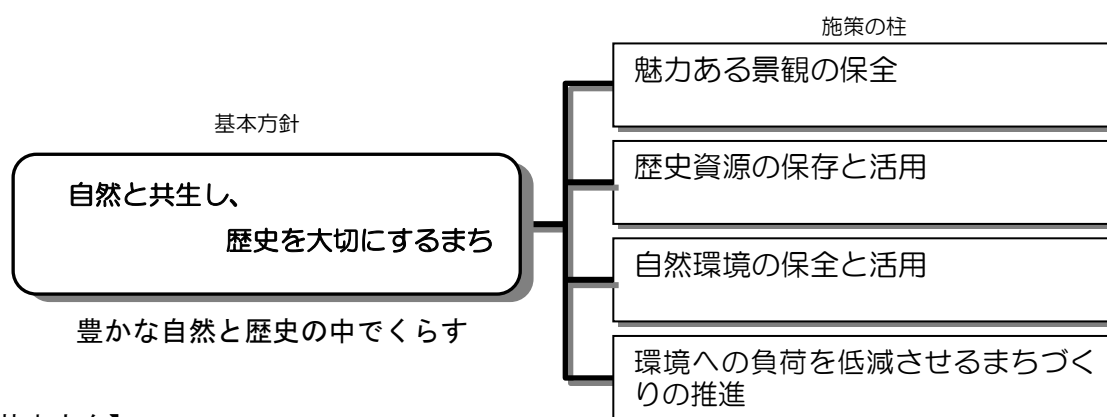 施策の柱
魅力ある景観の保全
基本方針
歴史資源の保存と活用
自然と共生し、
歴史を大切にするまち
自然環境の保全と活用
豊かな自然と歴史の中でくらす
環境への負荷を低減させるまちづく
りの推進